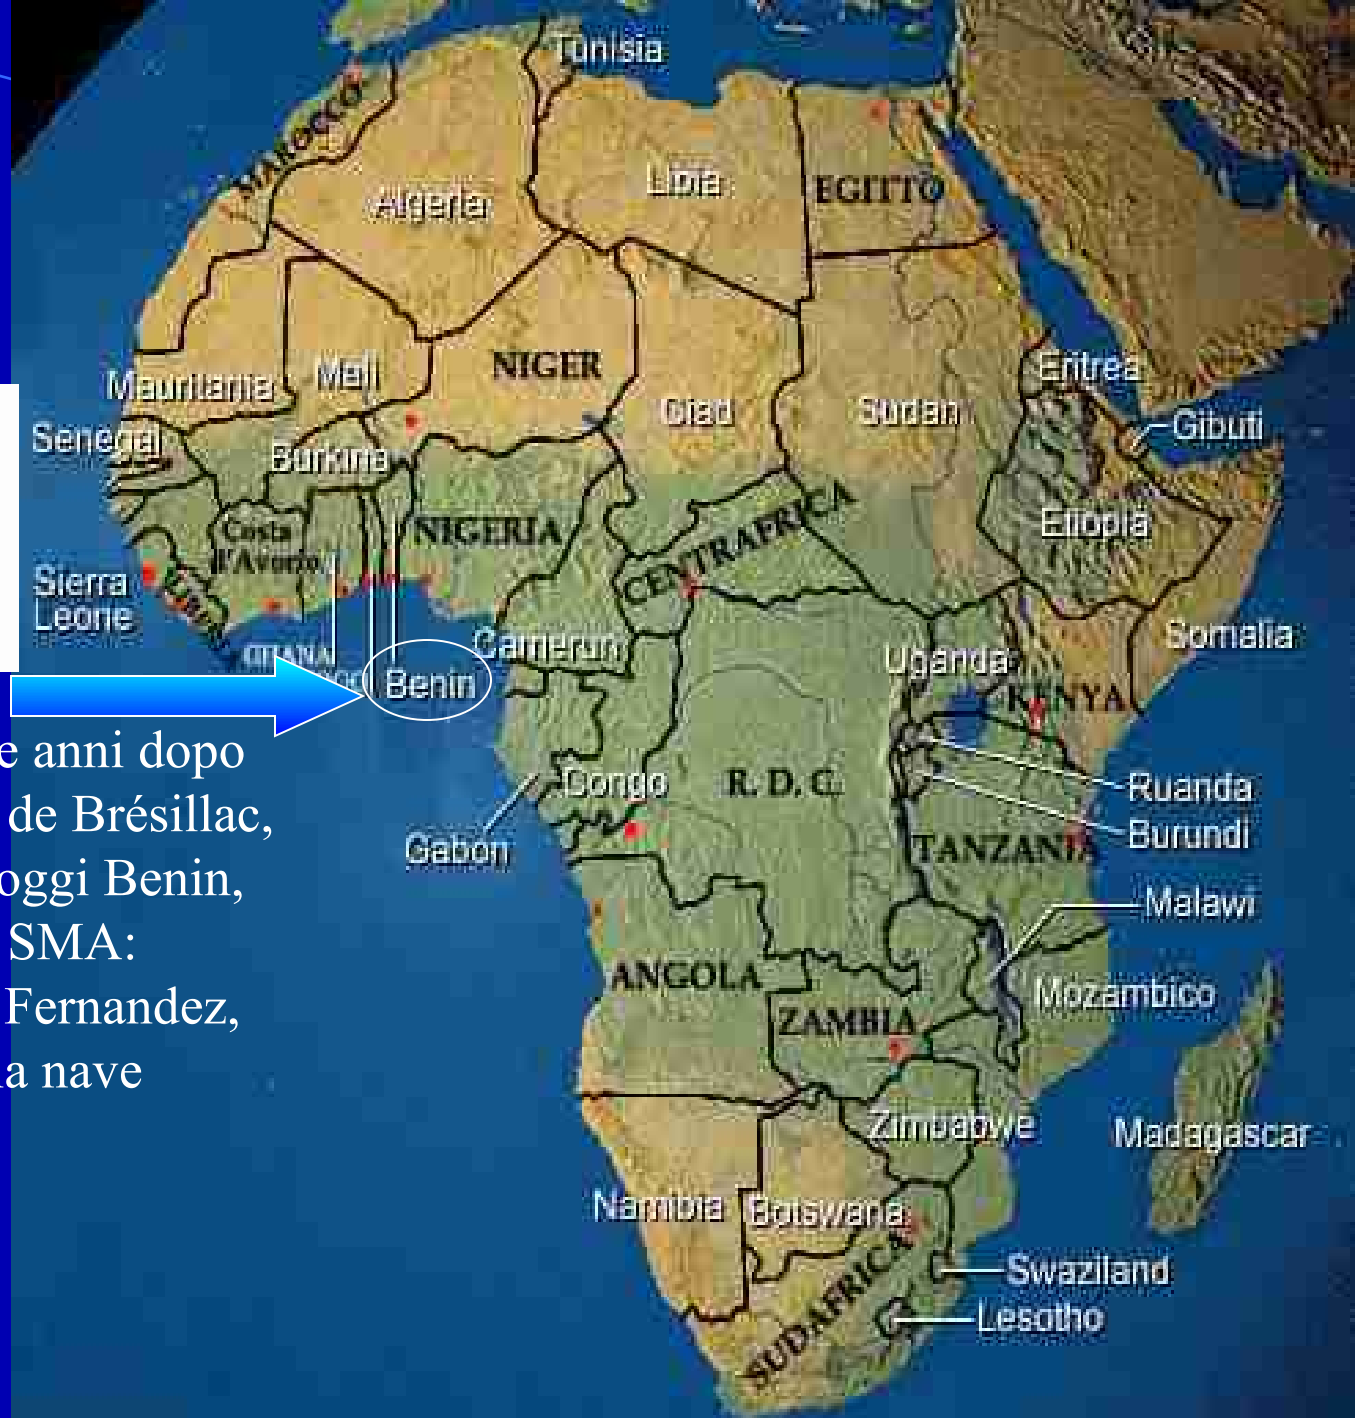 Tunisia
MAROCCO
Algeria
Libia
EGITTO
Mauritania
Mali
NIGER
Ciad
Sudan
Eritrea
Gibuti
Senegal
Burkina
NIGERIA
CENTRAFRICA
Etiopia
Costa
d'Avorio
Sierra
Leone
GHANA
Benin
Camerun
Uganda
KENYA
Somalia
e anni dopo
de Brésillac,
oggi Benin,
SMA:
Fernandez,
nave
Gabon
Congo
R. D. C.
Ruanda
Burundi
TANZANIA
Malawi
ANGOLA
ZAMBIA
Mozambico
Zimbabwe
Madagascar
Namibia
Botswana
SUDAFRICA
Swaziland
Lesotho